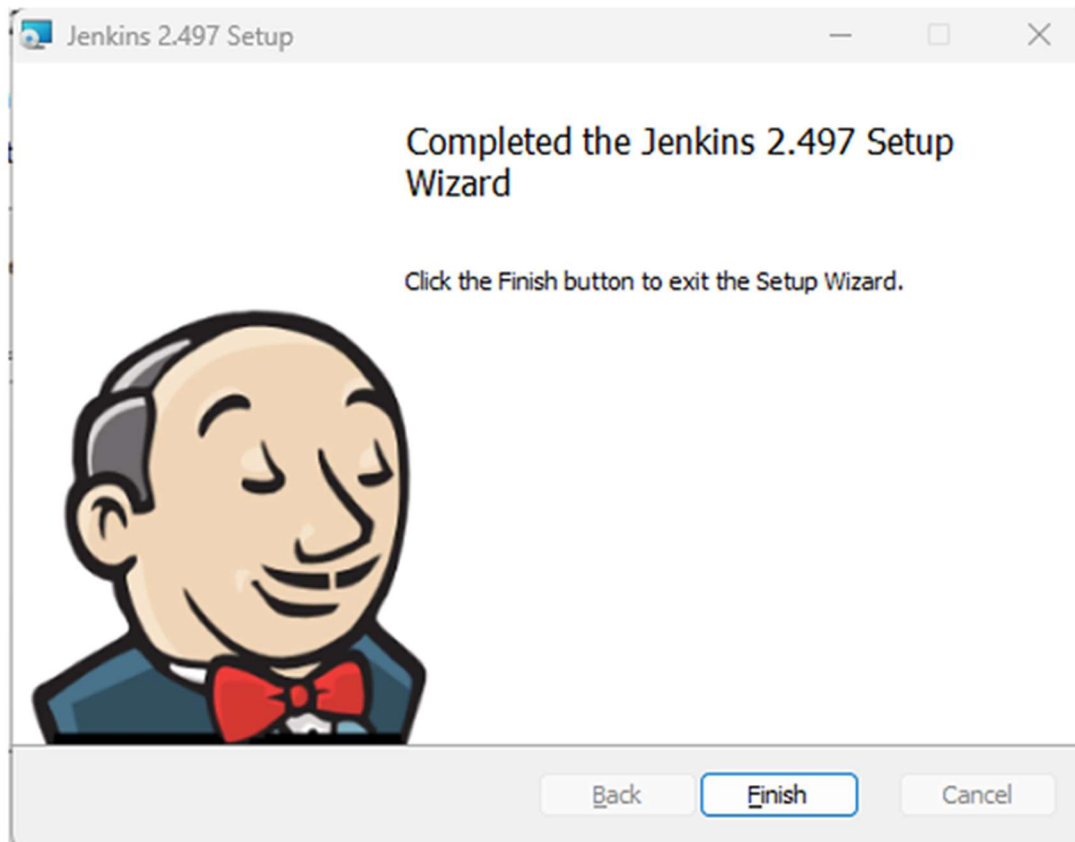 Jenkins 2.497 Setup
Completed the Jenkins 2.497 Setup
Wizard
Click the Finish button to exit the Setup Wizard.
Back
Finish
Cancel